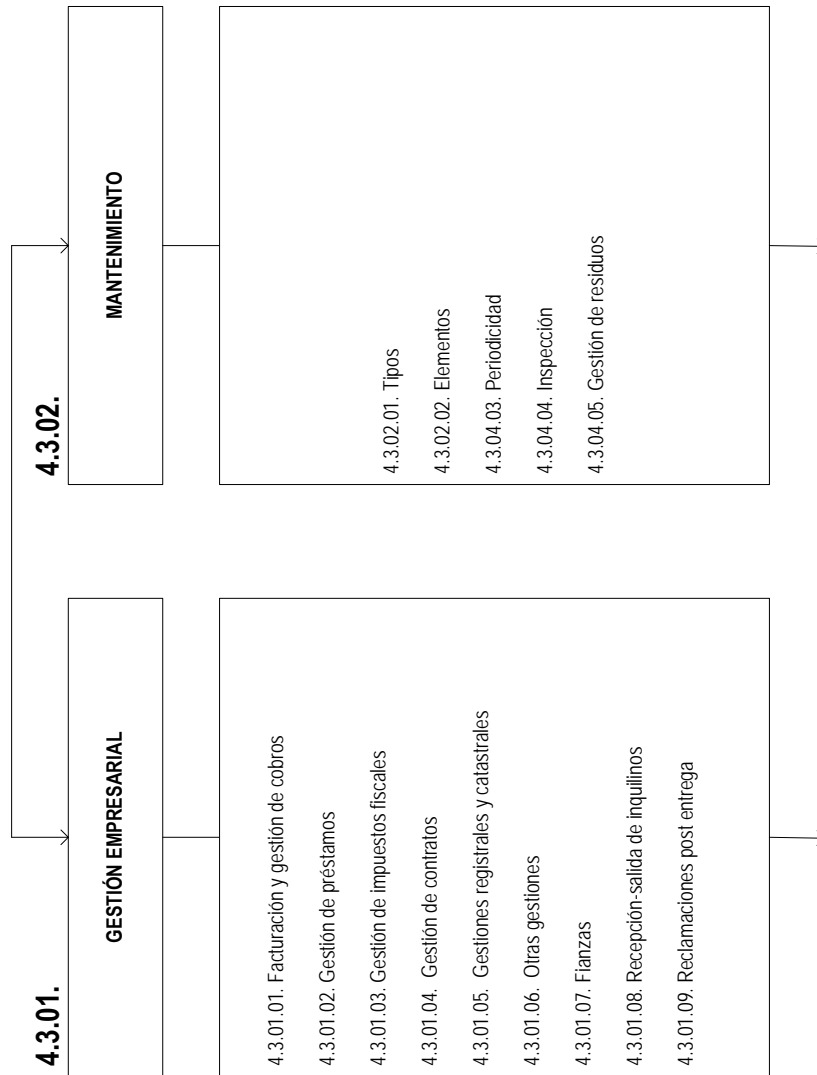 4.3.01.
GESTIÓN EMPRESARIAL
4.3.01.01. Facturación y gestión de cobros
4.3.01.02. Gestión de préstamos
4.3.01.03. Gestión de impuestos fiscales
4.3.01.04. Gestión de contratos
4.3.01.05. Gestiones registrales y catastrales
4.3.01.06. Otras gestiones
4.3.01.07. Fianzas
4.3.01.08. Recepción-salida de inquilinos
4.3.01.09. Reclamaciones post entrega
4.3.02.
MANTENIMIENTO
4.3.02.01. Tipos
4.3.02.02. Elementos
4.3.04.03. Periodicidad
4.3.04.04. Inspección
4.3.04.05. Gestión de residuos